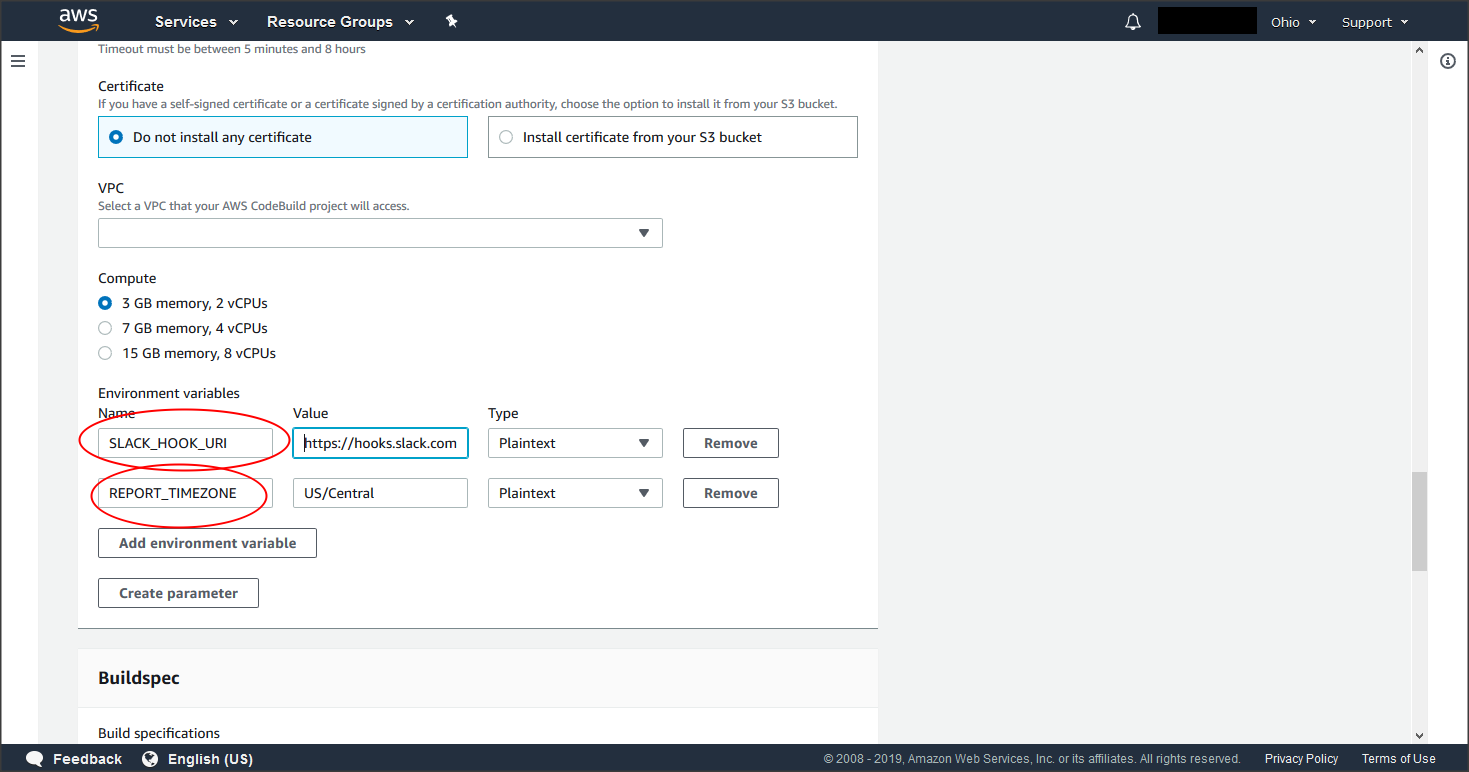 aws Services Resource Groups Ohio Support
Timeout must be between 5 minutes and 8 hours
Certificate
If you have a self-signed certificate or a certificate signed by a certification authority, choose the option to install it from your S3 bucket.
Do not install any certificate Install certificate from your S3 bucket
VPC
Select a VPC that your AWS CodeBuild project will access.
Compute
3 GB memory, 2 vCPUs
7 GB memory, 4 vCPUs
15 GB memory, 8 vCPUs
Environment variables
Name Value Type
SLACK_HOOK_URI https://hooks.slack.com Plaintext Remove
REPORT_TIMEZONE US/Central Plaintext Remove
Add environment variable
Create parameter
Buildspec
Build specifications
Feedback English (US) © 2008 - 2019, Amazon Web Services, Inc. or its affiliates. All rights reserved. Privacy Policy Terms of Use